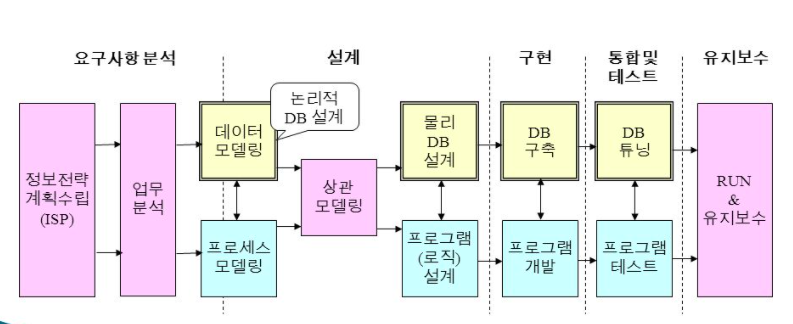 요구사항 분석
설계
구현
통합및
테스트
유지보수
정보전략
계획수립
(ISP)
업무
분석
데이터
모델링
논리적
DB 설계
프로세스
모델링
상관
모델링
물리
DB
설계
프로그램
(로직)
설계
DB
구축
프로그램
개발
DB
튜닝
프로그램
테스트
RUN
&
유지보수